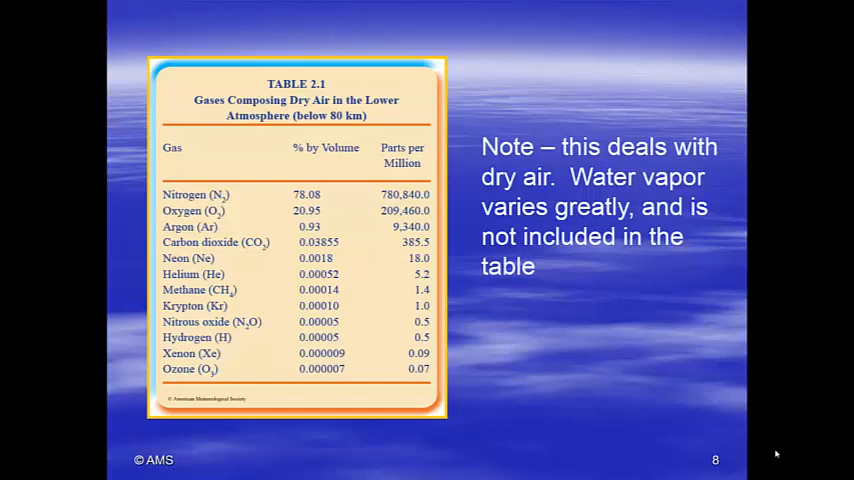 TABLE 2.1
Gases Composing Dry Air in the Lower
Atmosphere (below 80 km)
Gas % by Volume Parts per
Million
Nitrogen (N₂) 78.08 780,840.0
Oxygen (O₂) 20.95 209,460.0
Argon (Ar) 0.93 9,340.0
Carbon dioxide (CO₂) 0.03855 385.5
Neon (Ne) 0.0018 18.0
Helium (He) 0.00052 5.2
Methane (CH₄) 0.00014 1.4
Krypton (Kr) 0.00010 1.0
Nitrous oxide (N₂O) 0.00005 0.5
Hydrogen (H) 0.00005 0.5
Xenon (Xe) 0.000009 0.09
Ozone (O₃) 0.000007 0.07
© American Meteorological Society
Note – this deals with
dry air. Water vapor
varies greatly, and is
not included in the
table
© AMS
8